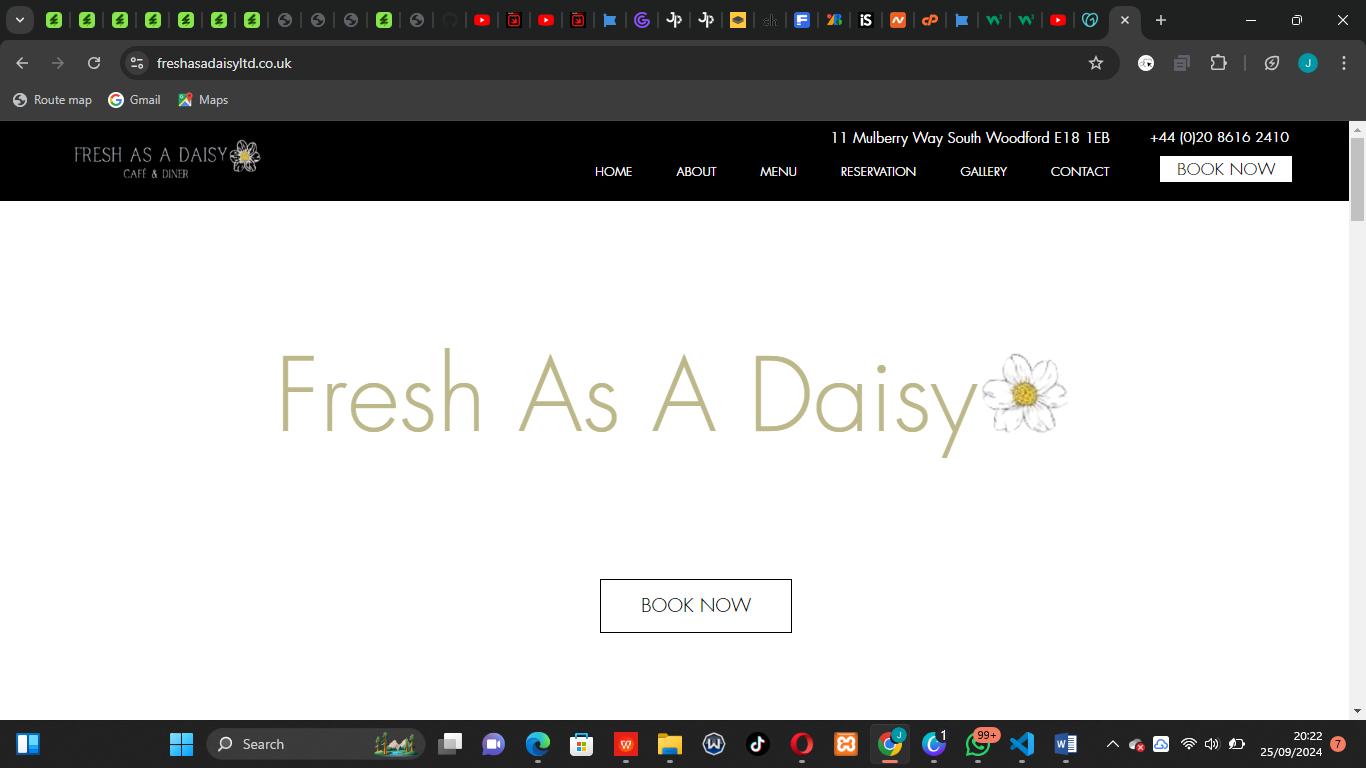 freshasadaisyltd.co.uk
J
Route map
Gmail
Maps
11 Mulberry Way South Woodford E18 1EB
+44 (0)20 8616 2410
FRESH AS A DAISY
CAFÉ & DINER
HOME
ABOUT
MENU
RESERVATION
GALLERY
CONTACT
BOOK NOW
Fresh As A Daisy
BOOK NOW
Search
J
1
99+
20:22
25/09/2024
7